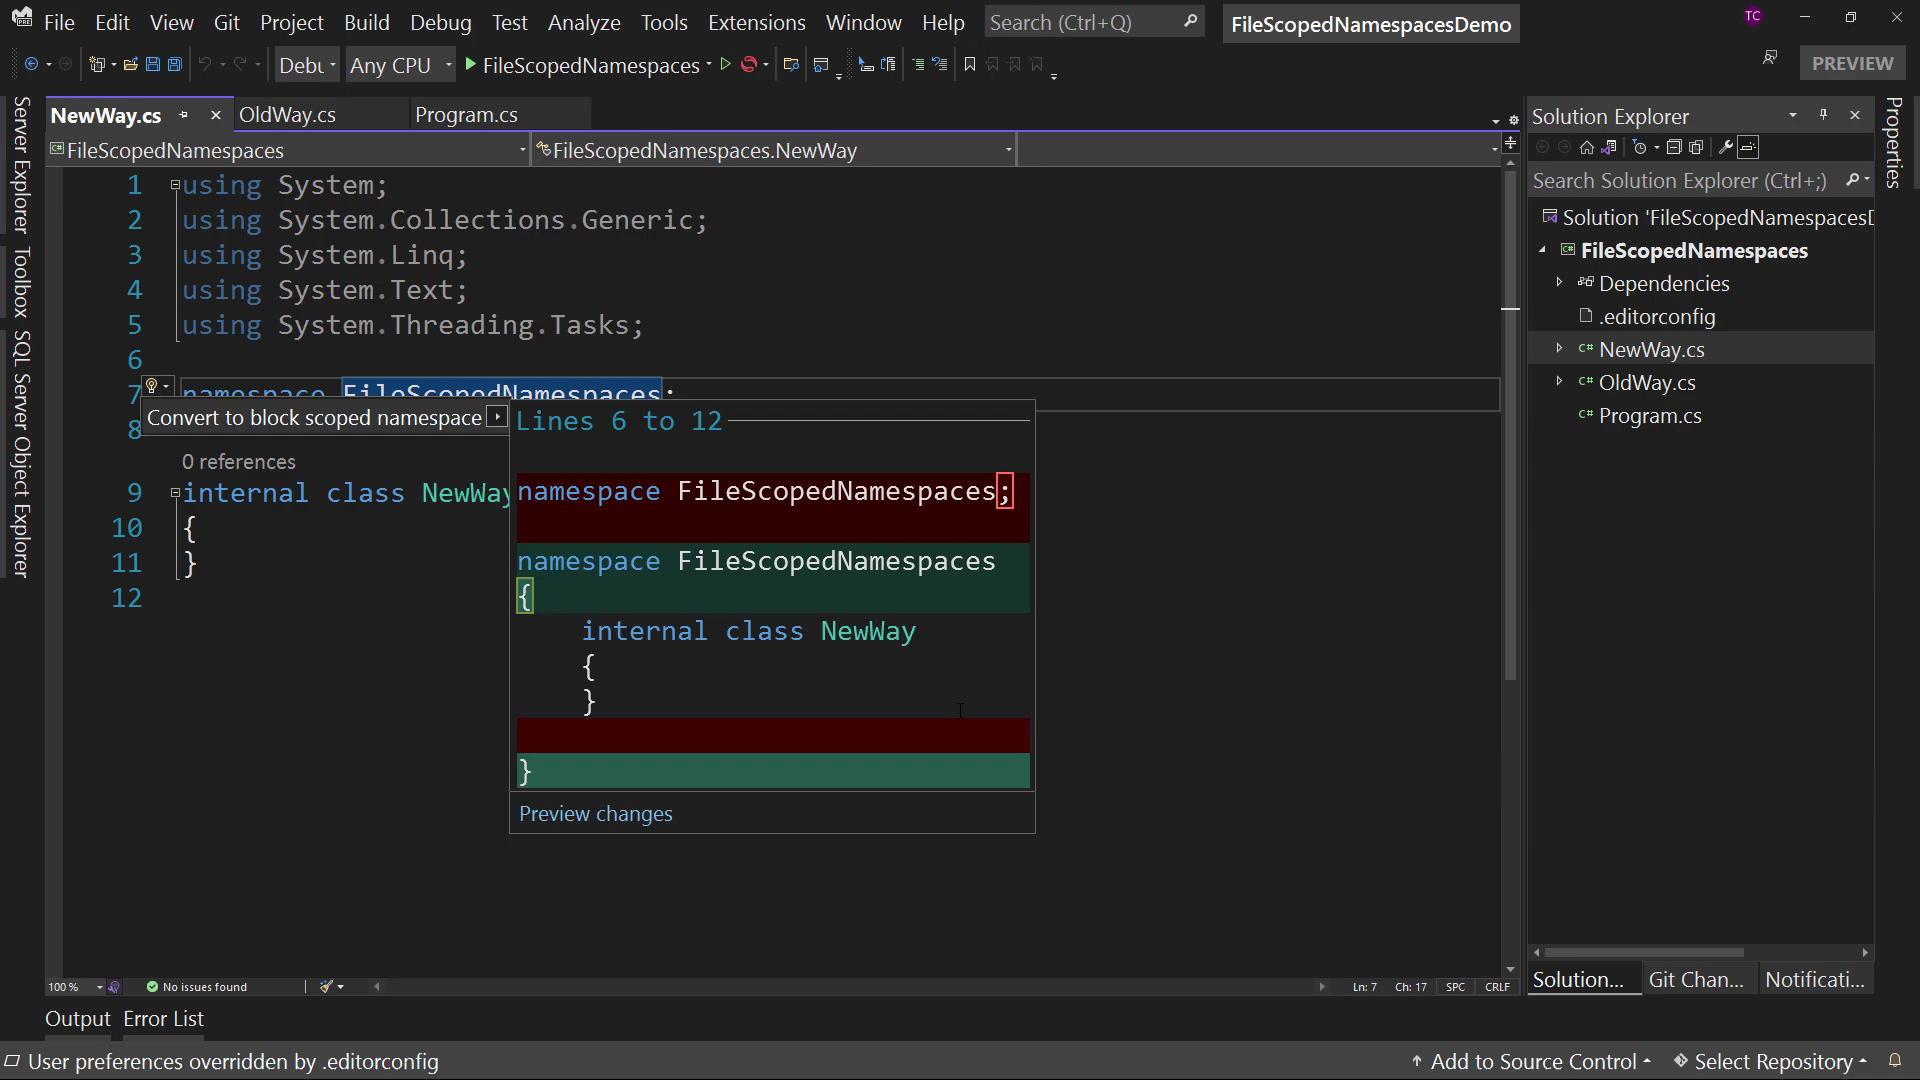 File Edit View Git Project Build Debug Test Analyze Tools Extensions Window Help Search (Ctrl+Q) FileScopedNamespacesDemo TC
Debu Any CPU FileScopedNamespaces PREVIEW
Server Explorer
Toolbox
SQL Server Object Explorer
NewWay.cs OldWay.cs Program.cs
FileScopedNamespaces FileScopedNamespaces.NewWay
1 using System;
2 using System.Collections.Generic;
3 using System.Linq;
4 using System.Text;
5 using System.Threading.Tasks;
6
7 namespace FileScopedNamespaces;
Convert to block scoped namespace
8
0 references
9 internal class NewWay
10 {
11 }
12
Lines 6 to 12
namespace FileScopedNamespaces;
namespace FileScopedNamespaces
{
internal class NewWay
{
}
}
Preview changes
100 % No issues found Ln: 7 Ch: 17 SPC CRLF
Solution Explorer
Search Solution Explorer (Ctrl+;)
Solution 'FileScopedNamespacesD
FileScopedNamespaces
Dependencies
.editorconfig
C# NewWay.cs
C# OldWay.cs
C# Program.cs
Solution... Git Chan... Notificati...
Properties
Output Error List
User preferences overridden by .editorconfig Add to Source Control Select Repository